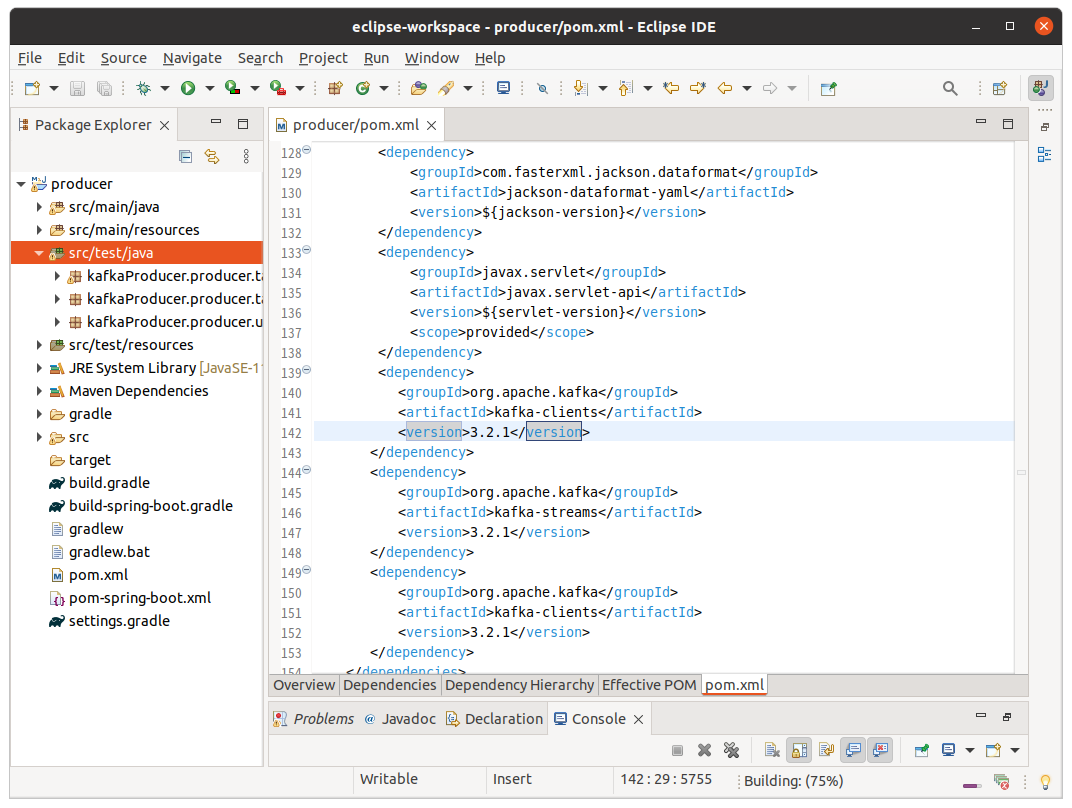 eclipse-workspace - producer/pom.xml - Eclipse IDE
File Edit Source Navigate Search Project Run Window Help
Package Explorer
producer
src/main/java
src/main/resources
src/test/java
kafkaProducer.producer.ta
kafkaProducer.producer.ta
kafkaProducer.producer.u
src/test/resources
JRE System Library [JavaSE-11
Maven Dependencies
gradle
src
target
build.gradle
build-spring-boot.gradle
gradlew
gradlew.bat
pom.xml
pom-spring-boot.xml
settings.gradle
producer/pom.xml
128 <dependency>
129 <groupId>com.fasterxml.jackson.dataformat</groupId>
130 <artifactId>jackson-dataformat-yaml</artifactId>
131 <version>${jackson-version}</version>
132 </dependency>
133 <dependency>
134 <groupId>javax.servlet</groupId>
135 <artifactId>javax.servlet-api</artifactId>
136 <version>${servlet-version}</version>
137 <scope>provided</scope>
138 </dependency>
139 <dependency>
140 <groupId>org.apache.kafka</groupId>
141 <artifactId>kafka-clients</artifactId>
142 <version>3.2.1</version>
143 </dependency>
144 <dependency>
145 <groupId>org.apache.kafka</groupId>
146 <artifactId>kafka-streams</artifactId>
147 <version>3.2.1</version>
148 </dependency>
149 <dependency>
150 <groupId>org.apache.kafka</groupId>
151 <artifactId>kafka-clients</artifactId>
152 <version>3.2.1</version>
153 </dependency>
154 </dependencies>
Overview Dependencies Dependency Hierarchy Effective POM pom.xml
Problems @ Javadoc Declaration Console
Writable Insert 142 : 29 : 5755 Building: (75%)